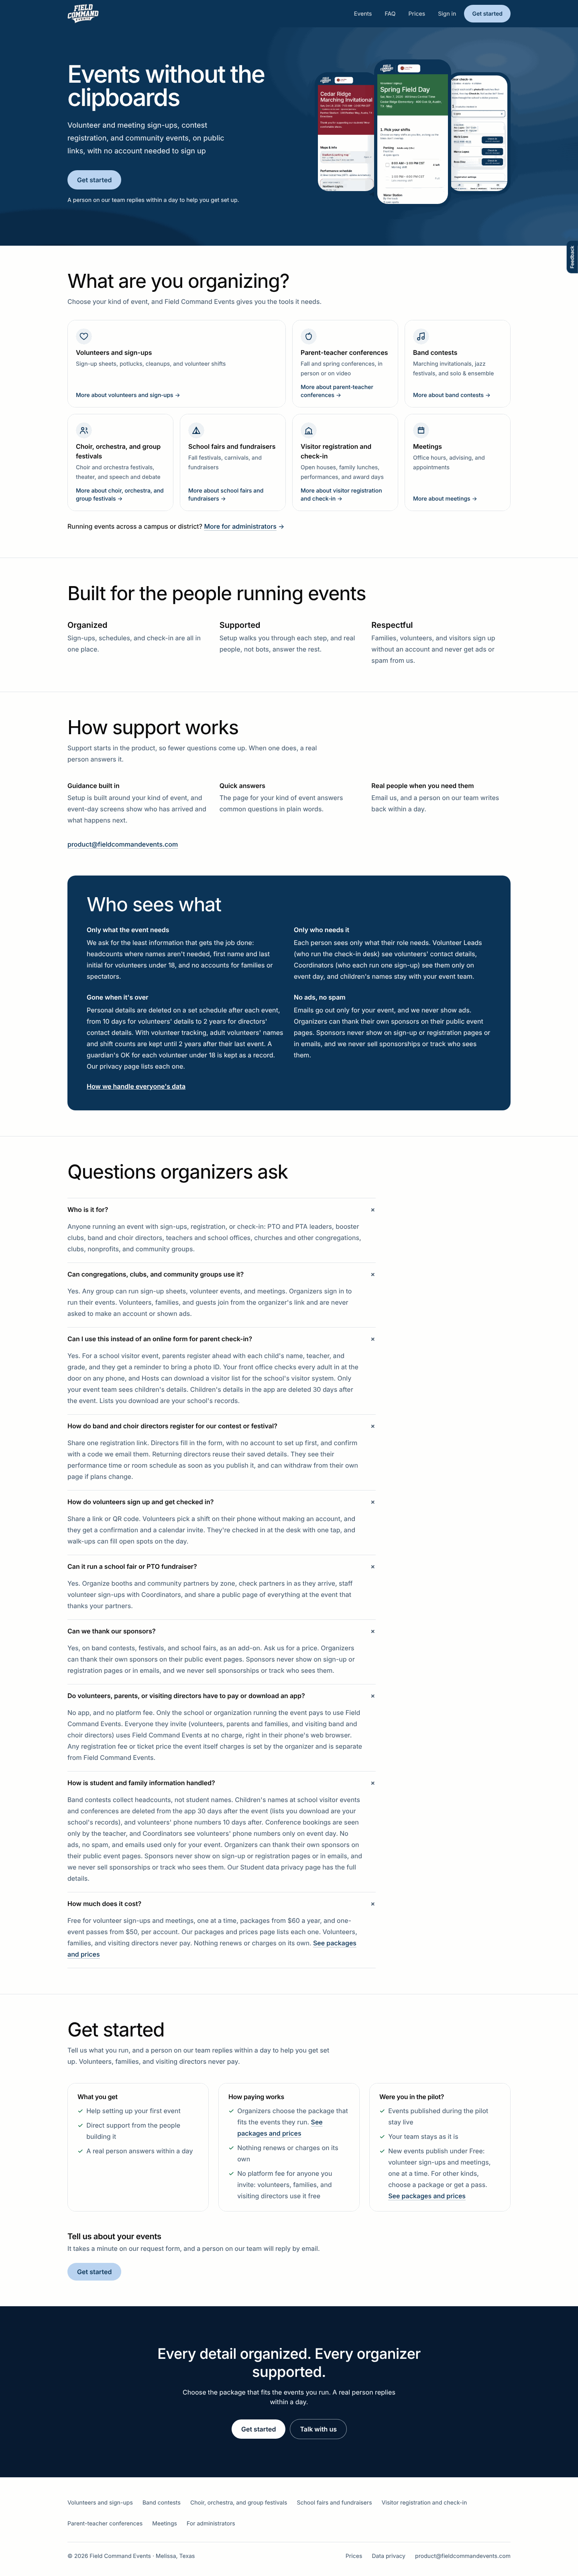 FIELD
COMMAND
EVENTS
Events
FAQ
Prices
Sign in
Get started
Events without the
clipboards
Volunteer and meeting sign-ups, contest
registration, and community events, on public
links, with no account needed to sign up
Get started
A person on our team replies within a day to help you get set up.
Cedar Ridge
Marching Invitational
Spring Field Day
1. Pick your shifts
Feedback
What are you organizing?
Choose your kind of event, and Field Command Events gives you the tools it needs.
Volunteers and sign-ups
Sign-up sheets, potlucks, cleanups, and volunteer shifts
More about volunteers and sign-ups →
Parent-teacher conferences
Fall and spring conferences, in
person or on video
More about parent-teacher
conferences →
Band contests
Marching invitationals, jazz
festivals, and solo & ensemble
More about band contests →
Choir, orchestra, and group
festivals
Choir and orchestra festivals,
theater, and speech and debate
More about choir, orchestra, and
group festivals →
School fairs and fundraisers
Fall festivals, carnivals, and
fundraisers
More about school fairs and
fundraisers →
Visitor registration and
check-in
Open houses, family lunches,
performances, and award days
More about visitor registration
and check-in →
Meetings
Office hours, advising, and
appointments
More about meetings →
Running events across a campus or district? More for administrators →
Built for the people running events
Organized
Sign-ups, schedules, and check-in are all in
one place.
Supported
Setup walks you through each step, and real
people, not bots, answer the rest.
Respectful
Families, volunteers, and visitors sign up
without an account and never get ads or
spam from us.
How support works
Support starts in the product, so fewer questions come up. When one does, a real
person answers it.
Guidance built in
Setup is built around your kind of event, and
event-day screens show who has arrived and
what happens next.
Quick answers
The page for your kind of event answers
common questions in plain words.
Real people when you need them
Email us, and a person on our team writes
back within a day.
product@fieldcommandevents.com
Who sees what
Only what the event needs
We ask for the least information that gets the job done:
headcounts where names aren't needed, first name and last
initial for volunteers under 18, and no accounts for families or
spectators.
Only who needs it
Each person sees only what their role needs. Volunteer Leads
(who run the check-in desk) see volunteers' contact details,
Coordinators (who each run one sign-up) see them only on
event day, and children's names stay with your event team.
Gone when it's over
Personal details are deleted on a set schedule after each event,
from 10 days for volunteers' details to 2 years for directors'
contact details. With volunteer tracking, adult volunteers' names
and shift counts are kept until 2 years after their last event. A
guardian's OK for each volunteer under 18 is kept as a record.
Our privacy page lists each one.
No ads, no spam
Emails go out only for your event, and we never show ads.
Organizers can thank their own sponsors on their public event
pages. Sponsors never show on sign-up or registration pages or
in emails, and we never sell sponsorships or track who sees
them.
How we handle everyone's data
Questions organizers ask
Who is it for?
Anyone running an event with sign-ups, registration, or check-in: PTO and PTA leaders, booster
clubs, band and choir directors, teachers and school offices, churches and other congregations,
clubs, nonprofits, and community groups.
Can congregations, clubs, and community groups use it?
Yes. Any group can run sign-up sheets, volunteer events, and meetings. Organizers sign in to
run their events. Volunteers, families, and guests join from the organizer's link and are never
asked to make an account or shown ads.
Can I use this instead of an online form for parent check-in?
Yes. For a school visitor event, parents register ahead with each child's name, teacher, and
grade, and they get a reminder to bring a photo ID. Your front office checks every adult in at the
door on any phone, and Hosts can download a visitor list for the school's visitor system. Only
your event team sees children's details. Children's details in the app are deleted 30 days after
the event. Lists you download are your school's records.
How do band and choir directors register for our contest or festival?
Share one registration link. Directors fill in the form, with no account to set up first, and confirm
with a code we email them. Returning directors reuse their saved details. They see their
performance time or room schedule as soon as you publish it, and can withdraw from their own
page if plans change.
How do volunteers sign up and get checked in?
Share a link or QR code. Volunteers pick a shift on their phone without making an account, and
they get a confirmation and a calendar invite. They're checked in at the desk with one tap, and
walk-ups can fill open spots on the day.
Can it run a school fair or PTO fundraiser?
Yes. Organize booths and community partners by zone, check partners in as they arrive, staff
volunteer sign-ups with Coordinators, and share a public page of everything at the event that
thanks your partners.
Can we thank our sponsors?
Yes, on band contests, festivals, and school fairs, as an add-on. Ask us for a price. Organizers
can thank their own sponsors on their public event pages. Sponsors never show on sign-up or
registration pages or in emails, and we never sell sponsorships or track who sees them.
Do volunteers, parents, or visiting directors have to pay or download an app?
No app, and no platform fee. Only the school or organization running the event pays to use Field
Command Events. Everyone they invite (volunteers, parents and families, and visiting band and
choir directors) uses Field Command Events at no charge, right in their phone's web browser.
Any registration fee or ticket price the event itself charges is set by the organizer and is separate
from Field Command Events.
How is student and family information handled?
Band contests collect headcounts, not student names. Children's names at school visitor events
and conferences are deleted from the app 30 days after the event (lists you download are your
school's records), and volunteers' phone numbers 10 days after. Conference bookings are seen
only by the teacher, and Coordinators see volunteers' phone numbers only on event day. No
ads, no spam, and emails used only for your event. Organizers can thank their own sponsors on
their public event pages. Sponsors never show on sign-up or registration pages or in emails, and
we never sell sponsorships or track who sees them. Our Student data privacy page has the full
details.
How much does it cost?
Free for volunteer sign-ups and meetings, one at a time, packages from $60 a year, and one-
event passes from $50, per account. Our packages and prices page lists each one. Volunteers,
families, and visiting directors never pay. Nothing renews or charges on its own. See packages
and prices
Get started
Tell us what you run, and a person on our team replies within a day to help you get set
up. Volunteers, families, and visiting directors never pay.
What you get
Help setting up your first event
Direct support from the people
building it
A real person answers within a day
How paying works
Organizers choose the package that
fits the events they run. See
packages and prices
Nothing renews or charges on its
own
No platform fee for anyone you
invite: volunteers, families, and
visiting directors use it free
Were you in the pilot?
Events published during the pilot
stay live
Your team stays as it is
New events publish under Free:
volunteer sign-ups and meetings,
one at a time. For other kinds,
choose a package or get a pass.
See packages and prices
Tell us about your events
It takes a minute on our request form, and a person on our team will reply by email.
Get started
Every detail organized. Every organizer
supported.
Choose the package that fits the events you run. A real person replies
within a day.
Get started
Talk with us
Volunteers and sign-ups
Band contests
Choir, orchestra, and group festivals
School fairs and fundraisers
Visitor registration and check-in
Parent-teacher conferences
Meetings
For administrators
© 2026 Field Command Events · Melissa, Texas
Prices
Data privacy
product@fieldcommandevents.com